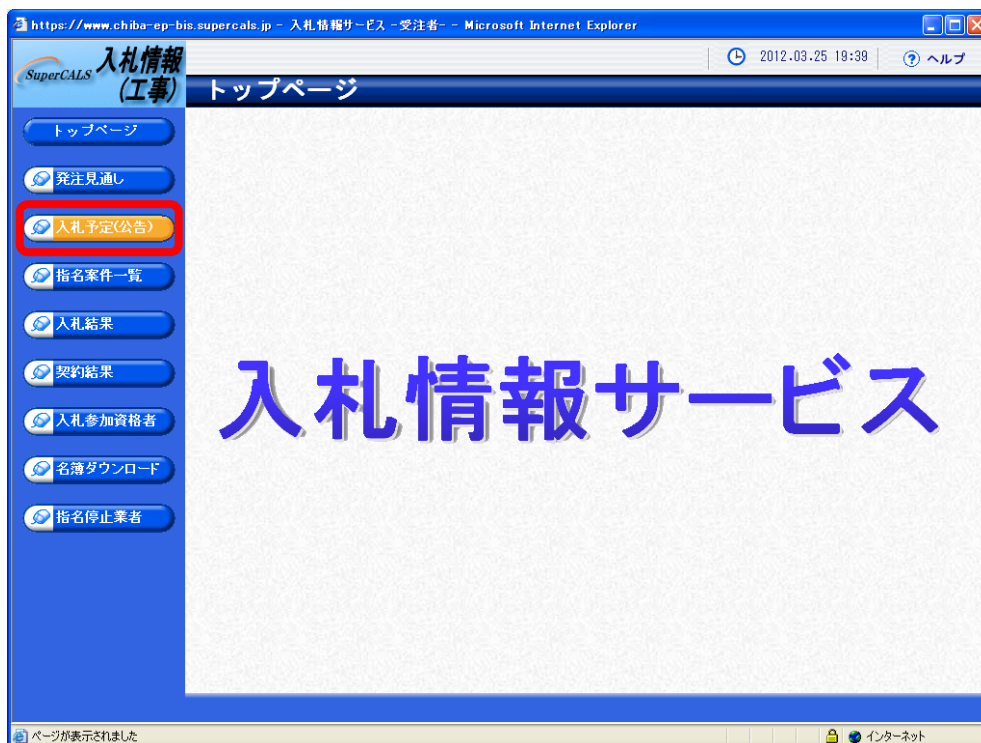 https://www.chiba-ep-bis.supercals.jp - 入札情報サービス -受注者- - Microsoft Internet Explorer
SuperCALS 入札情報
(工事)
2012.03.25 19:39 ? ヘルプ
トップページ
トップページ
発注見通し
入札予定(公告)
指名案件一覧
入札結果
契約結果
入札参加資格者
名簿ダウンロード
指名停止業者
入札情報サービス
ページが表示されました
インターネット